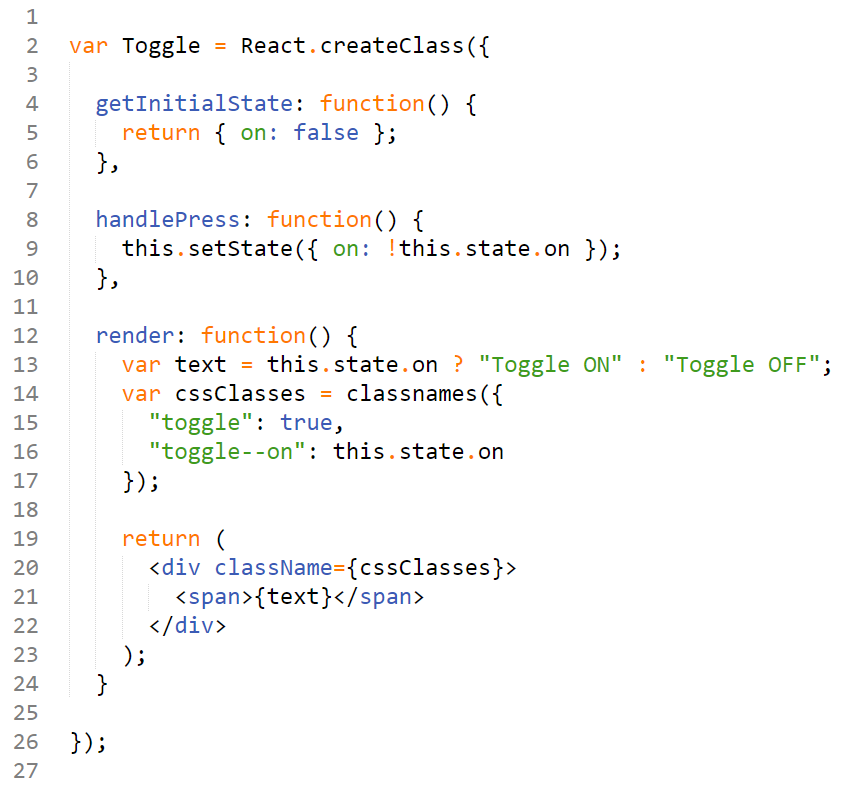 1
2 var Toggle = React.createClass({
3
4   getInitialState: function() {
5     return { on: false };
6   },
7
8   handlePress: function() {
9     this.setState({ on: !this.state.on });
10   },
11
12   render: function() {
13     var text = this.state.on ? "Toggle ON" : "Toggle OFF";
14     var cssClasses = classnames({
15       "toggle": true,
16       "toggle--on": this.state.on
17     });
18
19     return (
20       <div className={cssClasses}>
21         <span>{text}</span>
22       </div>
23     );
24   }
25
26 });
27